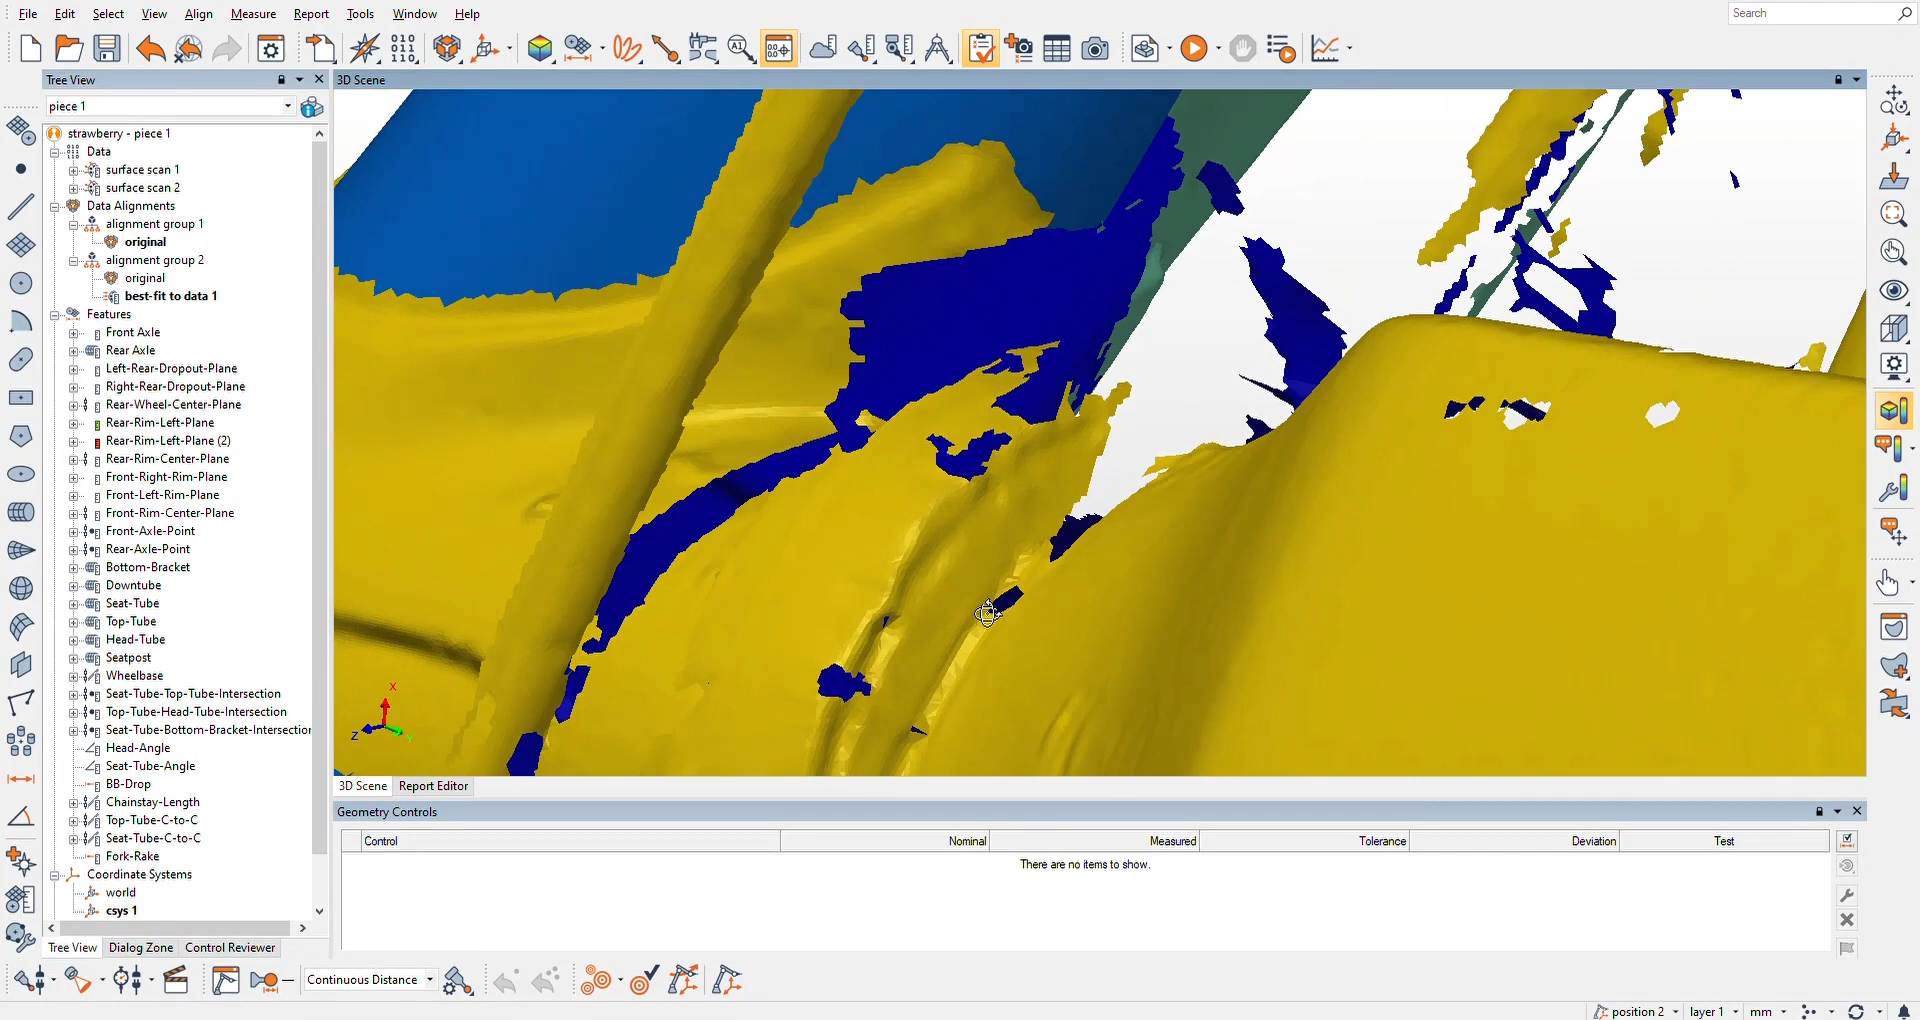 File Edit Select View Align Measure Report Tools Window Help
Search
Tree View
3D Scene
piece 1
strawberry - piece 1
Data
surface scan 1
surface scan 2
Data Alignments
alignment group 1
original
alignment group 2
original
best-fit to data 1
Features
Front Axle
Rear Axle
Left-Rear-Dropout-Plane
Right-Rear-Dropout-Plane
Rear-Wheel-Center-Plane
Rear-Rim-Left-Plane
Rear-Rim-Left-Plane (2)
Rear-Rim-Center-Plane
Front-Right-Rim-Plane
Front-Left-Rim-Plane
Front-Rim-Center-Plane
Front-Axle-Point
Rear-Axle-Point
Bottom-Bracket
Downtube
Seat-Tube
Top-Tube
Head-Tube
Seatpost
Wheelbase
Seat-Tube-Top-Tube-Intersection
Top-Tube-Head-Tube-Intersection
Seat-Tube-Bottom-Bracket-Intersection
Head-Angle
Seat-Tube-Angle
BB-Drop
Chainstay-Length
Top-Tube-C-to-C
Seat-Tube-C-to-C
Fork-Rake
Coordinate Systems
world
csys 1
Tree View Dialog Zone Control Reviewer
X
Z
Y
3D Scene Report Editor
Geometry Controls
Control Nominal Measured Tolerance Deviation Test
There are no items to show.
Continuous Distance
position 2 layer 1 mm